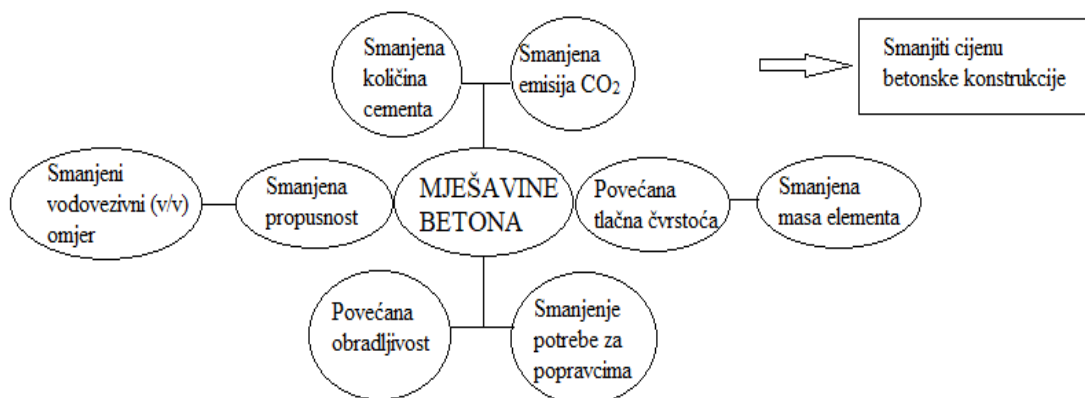 Smanjena
količina
cementa
Smanjena
emisija CO₂
Smanjiti cijenu
betonske konstrukcije
Smanjeni
vodovezivni (v/v)
omjer
Smanjena
propusnost
MJEŠAVINE
BETONA
Povećana
tlačna čvrstoća
Smanjena
masa elementa
Povećana
obradljivost
Smanjenje
potrebe za
popravcima